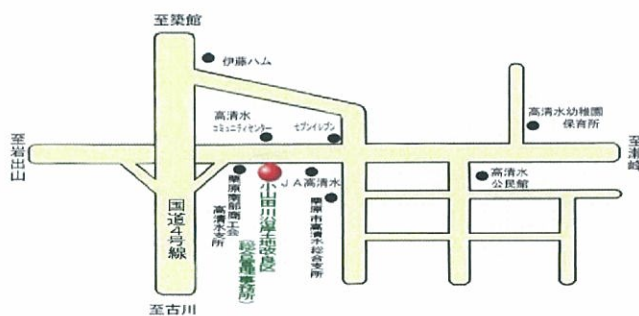 至築館
伊藤ハム
高清水
コミュニティセンター
セブンイレブン
高清水幼稚園
保育所
至岩出山
至瀬峰
高清水
公民館
JA高清水
栗原市高清水総合支所
小山田川沿岸土地改良区
(総合管理事務所)
栗原南部商工会
高清水支所
国道4号線
至古川